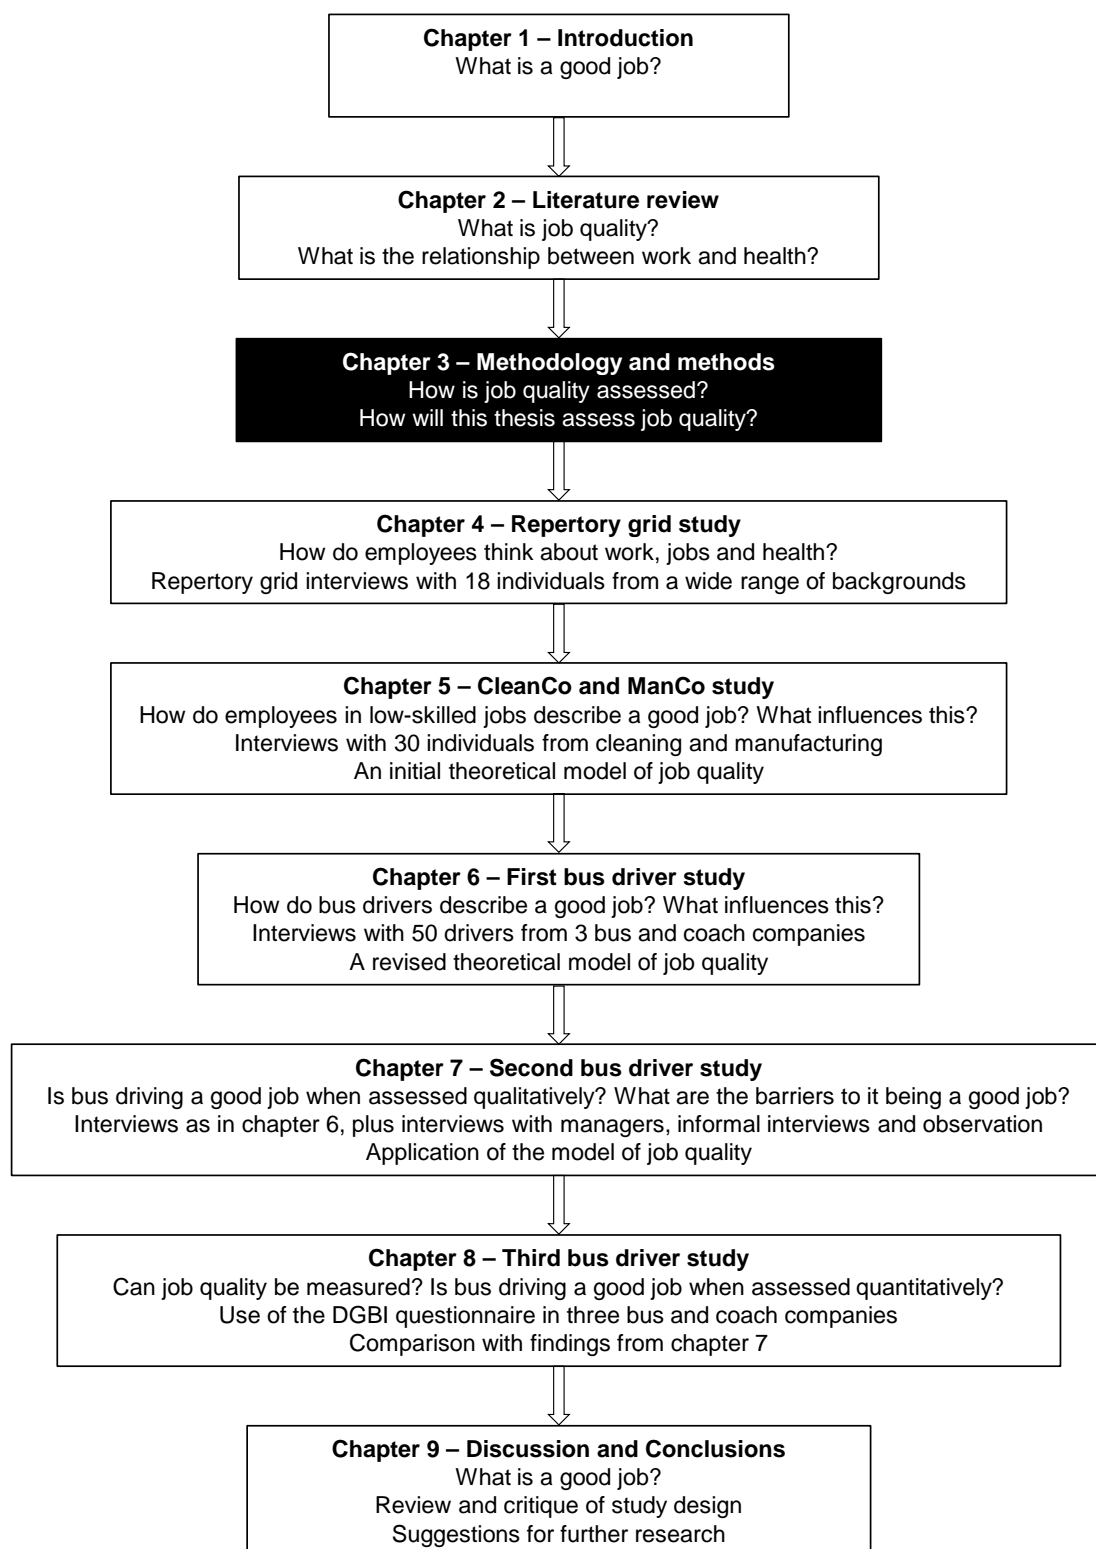 Chapter 1 – Introduction
What is a good job?
Chapter 2 – Literature review
What is job quality?
What is the relationship between work and health?
Chapter 3 – Methodology and methods
How is job quality assessed?
How will this thesis assess job quality?
Chapter 4 – Repertory grid study
How do employees think about work, jobs and health?
Repertory grid interviews with 18 individuals from a wide range of backgrounds
Chapter 5 – CleanCo and ManCo study
How do employees in low-skilled jobs describe a good job? What influences this?
Interviews with 30 individuals from cleaning and manufacturing
An initial theoretical model of job quality
Chapter 6 – First bus driver study
How do bus drivers describe a good job? What influences this?
Interviews with 50 drivers from 3 bus and coach companies
A revised theoretical model of job quality
Chapter 7 – Second bus driver study
Is bus driving a good job when assessed qualitatively? What are the barriers to it being a good job?
Interviews as in chapter 6, plus interviews with managers, informal interviews and observation
Application of the model of job quality
Chapter 8 – Third bus driver study
Can job quality be measured? Is bus driving a good job when assessed quantitatively?
Use of the DGBI questionnaire in three bus and coach companies
Comparison with findings from chapter 7
Chapter 9 – Discussion and Conclusions
What is a good job?
Review and critique of study design
Suggestions for further research